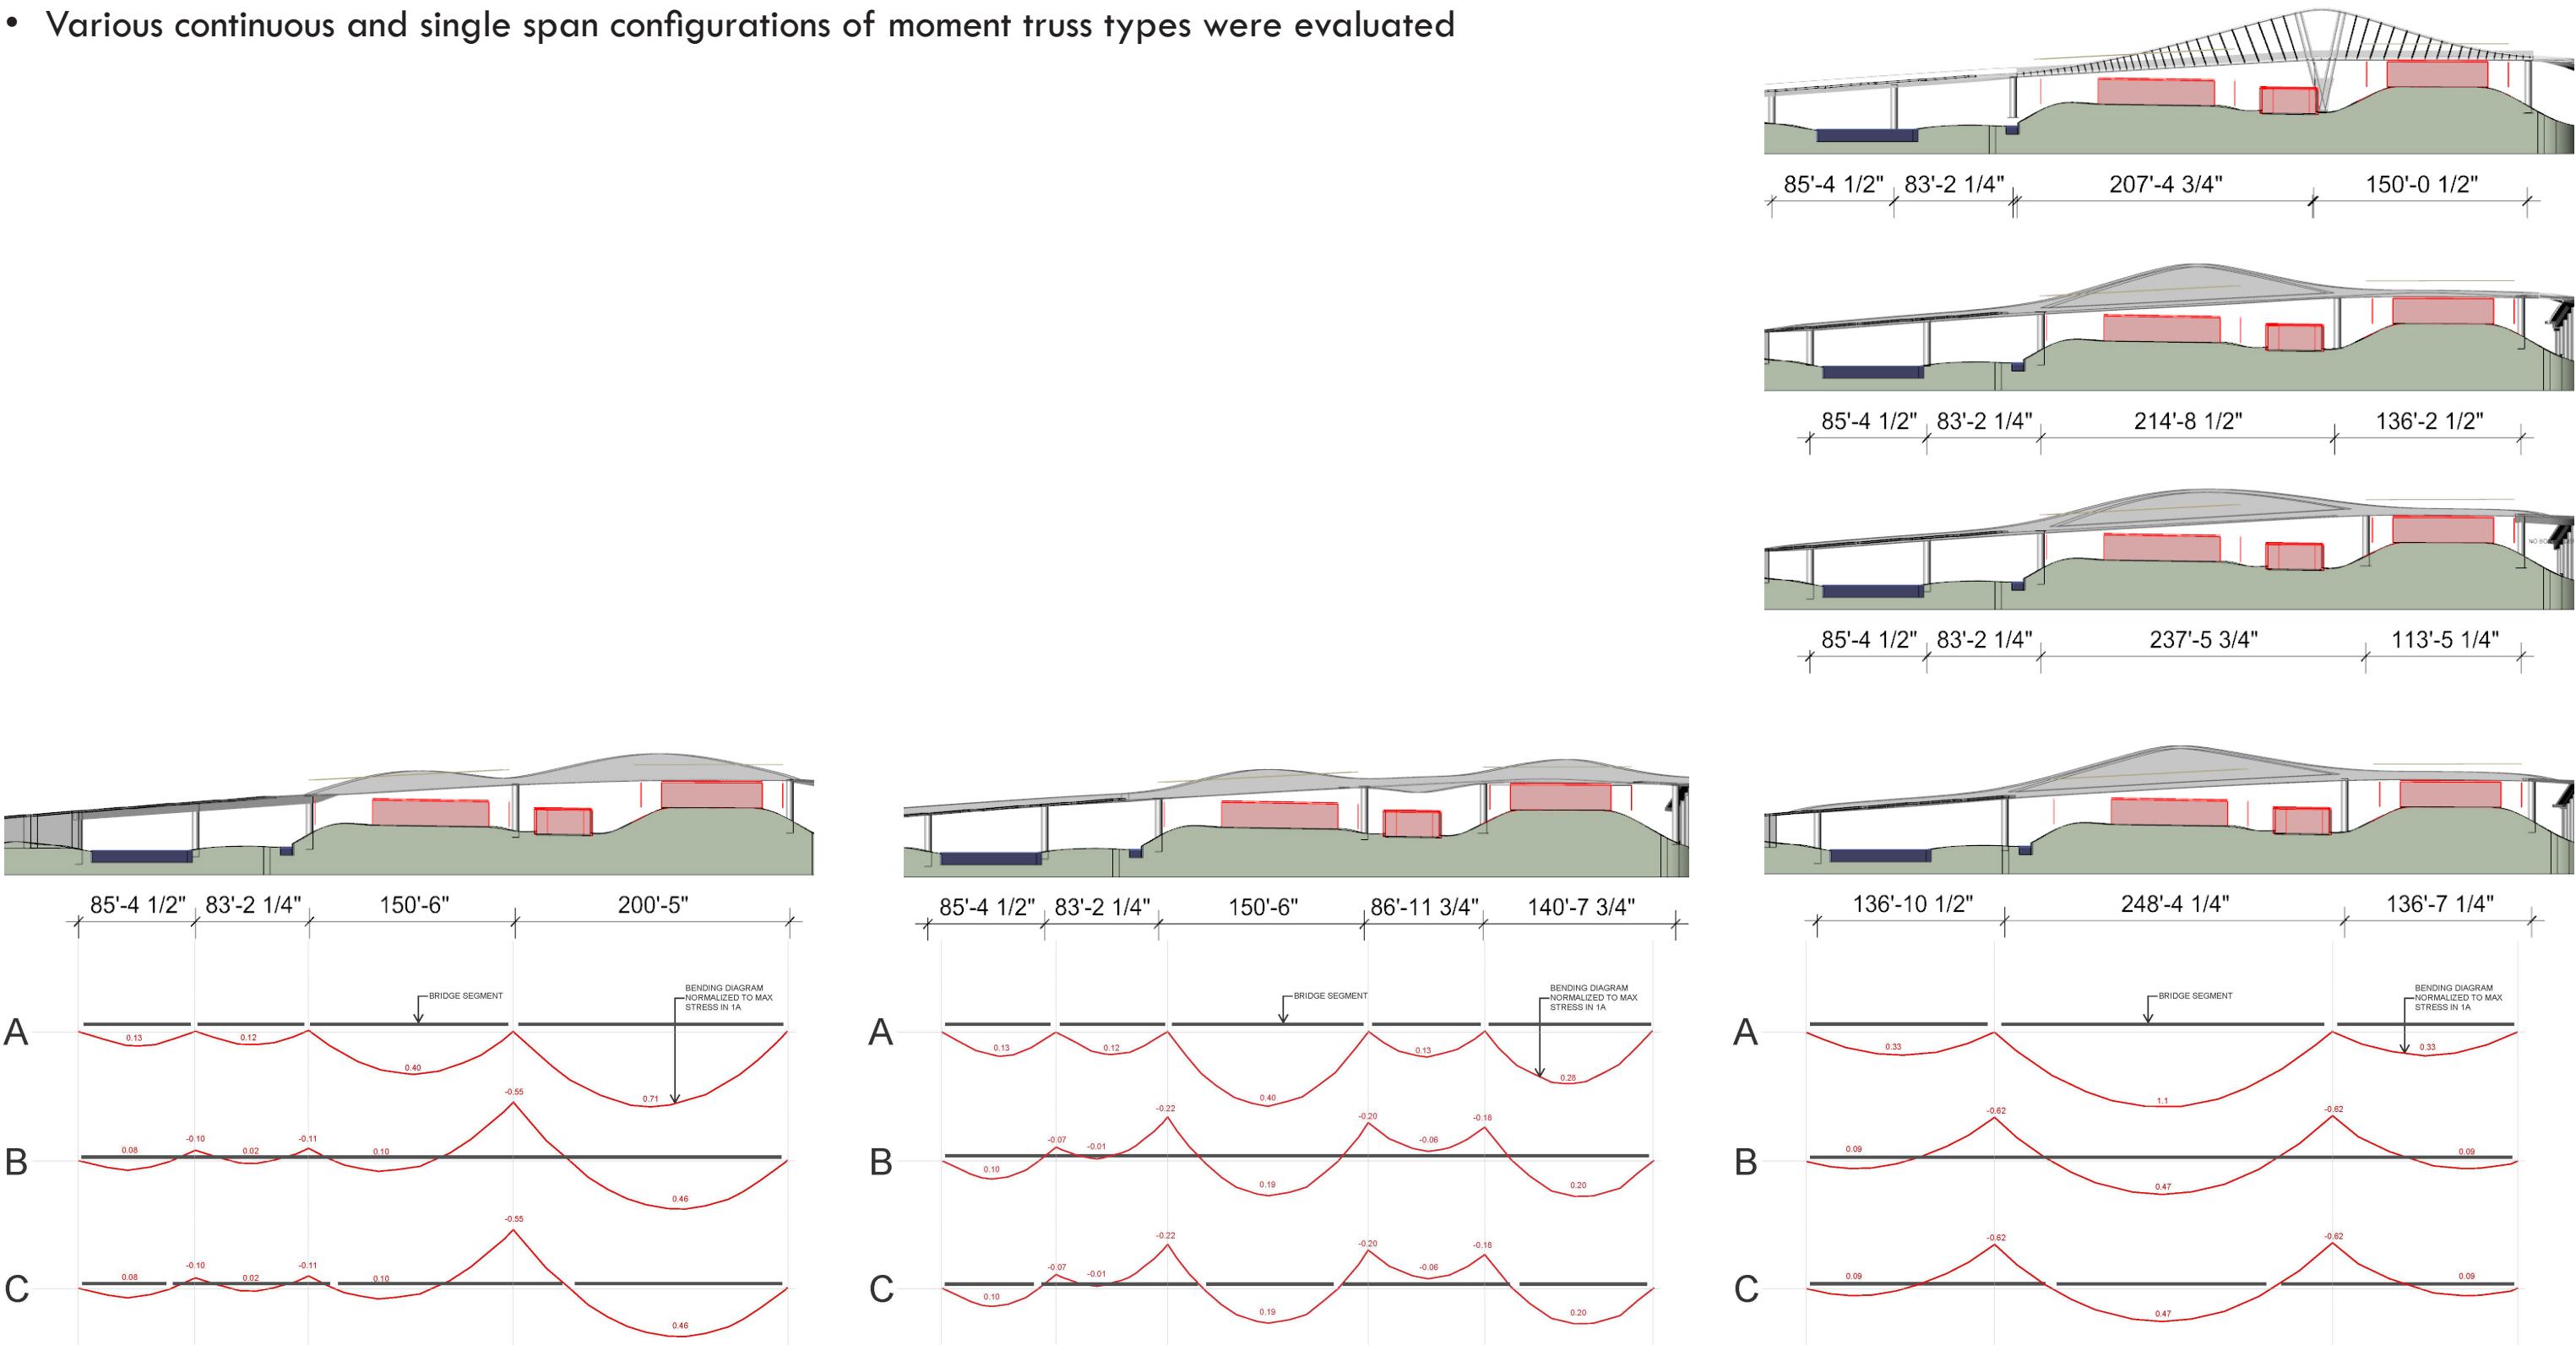 • Various continuous and single span configurations of moment truss types were evaluated
85'-4 1/2" 83'-2 1/4" 207'-4 3/4" 150'-0 1/2"
85'-4 1/2" 83'-2 1/4" 214'-8 1/2" 136'-2 1/2"
85'-4 1/2" 83'-2 1/4" 237'-5 3/4" 113'-5 1/4"
85'-4 1/2" 83'-2 1/4" 150'-6" 200'-5"
BRIDGE SEGMENT
BENDING DIAGRAM
NORMALIZED TO MAX
STRESS IN 1A
A
0.13 0.12 0.40 0.71
B
0.08 -0.10 0.02 -0.11 0.10 -0.55 0.46
C
0.08 -0.10 0.02 -0.11 0.10 -0.55 0.46
85'-4 1/2" 83'-2 1/4" 150'-6" 86'-11 3/4" 140'-7 3/4"
BRIDGE SEGMENT
BENDING DIAGRAM
NORMALIZED TO MAX
STRESS IN 1A
A
0.13 0.12 0.40 0.13 0.28
B
0.10 -0.07 -0.01 -0.22 0.19 -0.20 -0.06 -0.18 0.20
C
0.10 -0.07 -0.01 -0.22 0.19 -0.20 -0.06 -0.18 0.20
136'-10 1/2" 248'-4 1/4" 136'-7 1/4"
BRIDGE SEGMENT
BENDING DIAGRAM
NORMALIZED TO MAX
STRESS IN 1A
A
0.33 1.1 0.33
B
0.09 -0.62 0.47 -0.62 0.09
C
0.09 -0.62 0.47 -0.62 0.09